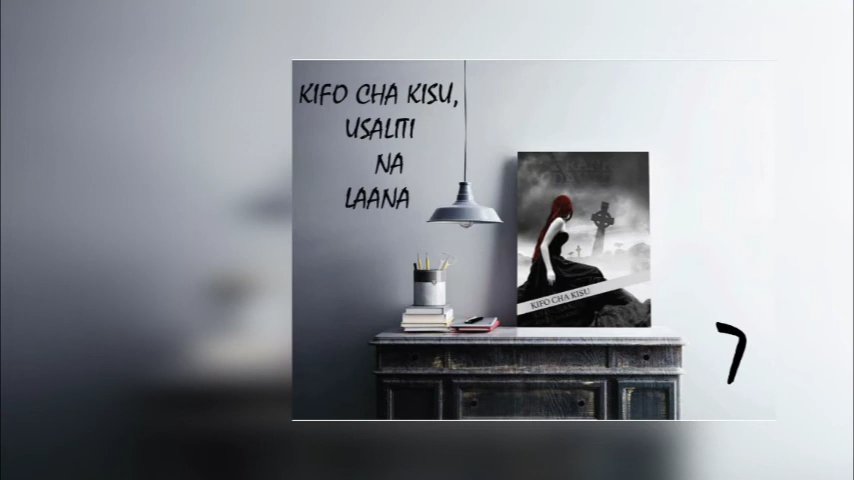 KIFO CHA KISU,
USALITI
NA
LAANA
KIFO CHA KISU
7